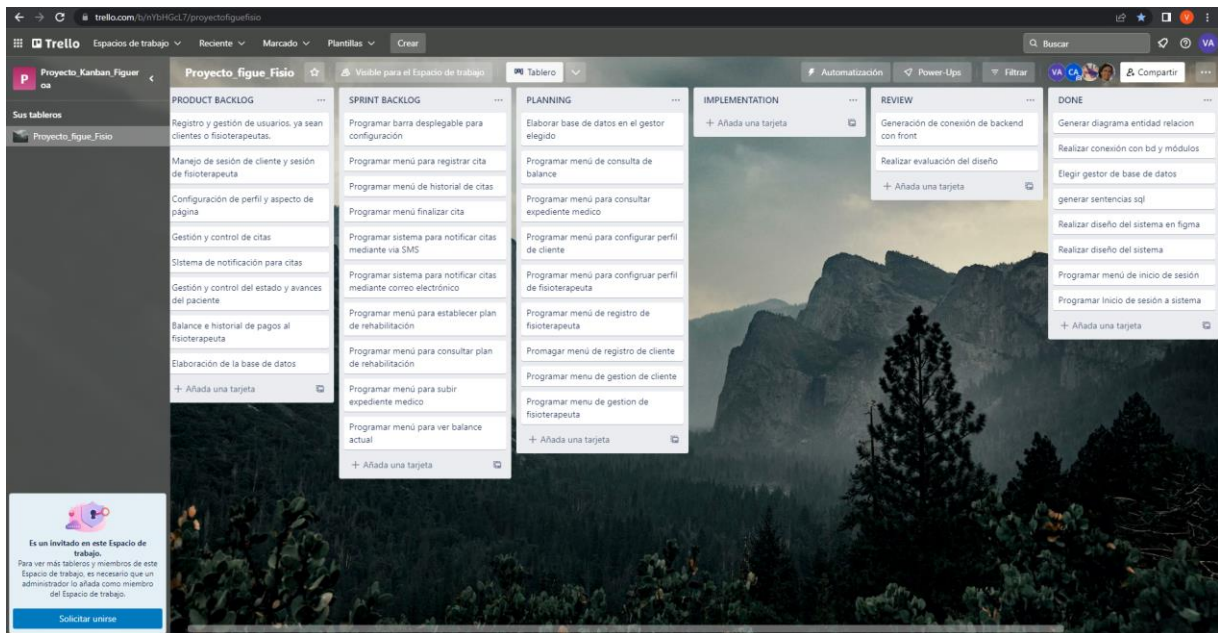 trello.com/b/nYbHGcL7/proyectofiguefisio
Trello Espacios de trabajo Reciente Marcado Plantillas Crear Buscar VA
P Proyecto_Kanban_Figuer
oa
Proyecto_figue_Fisio Visible para el Espacio de trabajo Tablero Automatización Power-Ups Filtrar VA CA Compartir
Sus tableros
Proyecto_figue_Fisio
PRODUCT BACKLOG
Registro y gestión de usuarios. ya sean
clientes o fisioterapeutas.
Manejo de sesión de cliente y sesión
de fisioterapeuta
Configuración de perfil y aspecto de
página
Gestión y control de citas
SIstema de notificación para citas
Gestión y control del estado y avances
del paciente
Balance e historial de pagos al
fisioterapeuta
Elaboración de la base de datos
+ Añada una tarjeta
SPRINT BACKLOG
Programar barra desplegable para
configuración
Programar menú para registrar cita
Programar menú de historial de citas
Programar menú finalizar cita
Programar sistema para notificar citas
mediante via SMS
Programar sistema para notificar citas
mediante correo electrónico
Programar menú para establecer plan
de rehabilitación
Programar menú para consultar plan
de rehabilitación
Programar menú para subir
expediente medico
Programar menú para ver balance
actual
+ Añada una tarjeta
PLANNING
Elaborar base de datos en el gestor
elegido
Programar menú de consulta de
balance
Programar menú para consultar
expediente medico
Programar menú para configurar perfil
de cliente
Programar menú para configruar perfil
de fisioterapeuta
Programar menú de registro de
fisioterapeuta
Promagar menú de registro de cliente
Programar menu de gestion de cliente
Programar menu de gestion de
fisioterapeuta
+ Añada una tarjeta
IMPLEMENTATION
+ Añada una tarjeta
REVIEW
Generación de conexión de backend
con front
Realizar evaluación del diseño
+ Añada una tarjeta
DONE
Generar diagrama entidad relacion
Realizar conexión con bd y módulos
Elegir gestor de base de datos
generar sentencias sql
Realizar diseño del sistema en figma
Realizar diseño del sistema
Programar menú de inicio de sesión
Programar Inicio de sesión a sistema
+ Añada una tarjeta
Es un invitado en este Espacio de
trabajo.
Para ver más tableros y miembros de este
Espacio de trabajo, es necesario que un
administrador lo añada como miembro
del Espacio de trabajo.
Solicitar unirse